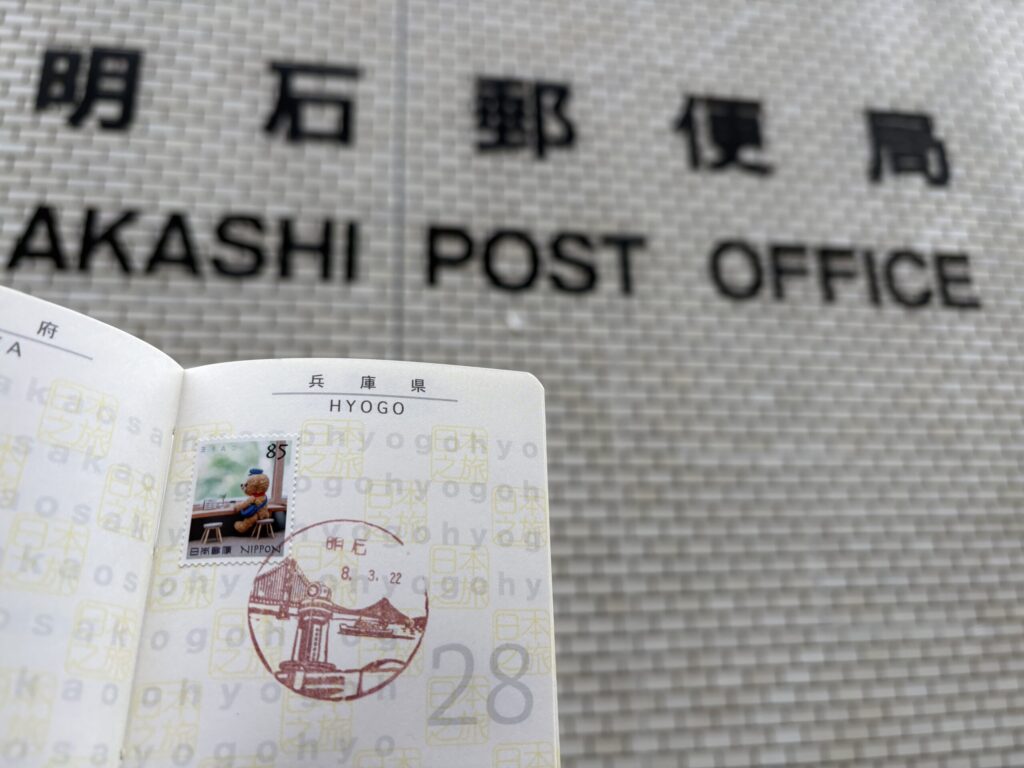 明石郵便局
AKASHI POST OFFICE
府
KA
兵庫県
HYOGO
85
日本郵便 NIPPON
明石
8.3.22
28